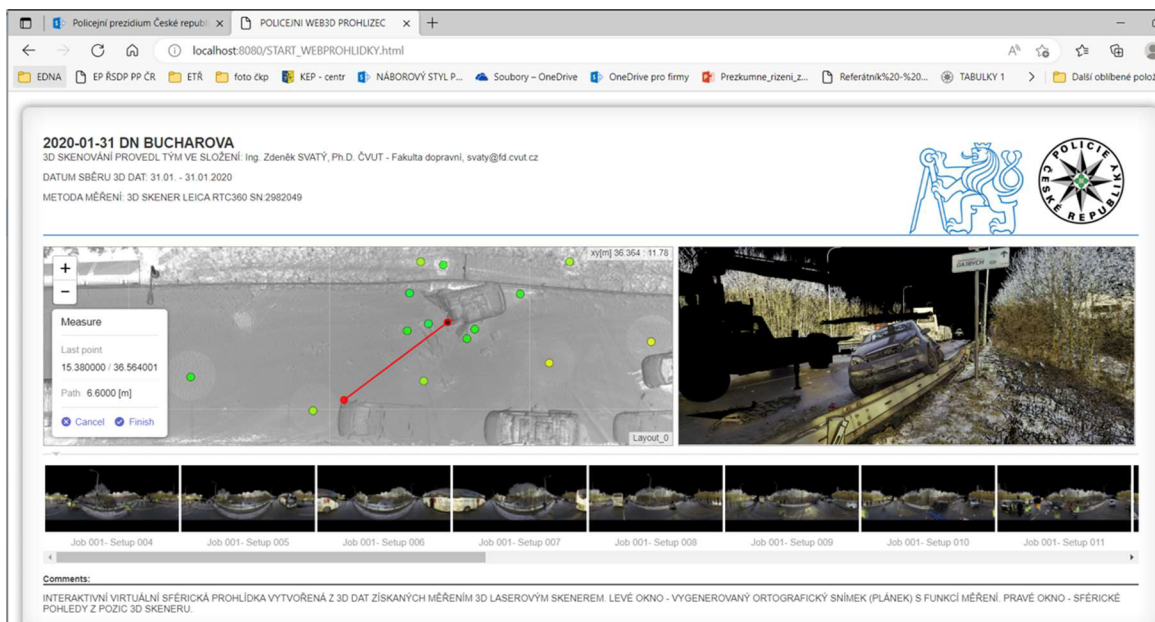 Policejní prezidium České republ
POLICEJNI WEB3D PROHLIZEC
localhost:8080/START_WEBPROHLIDKY.html
EDNA
EP ŘSDP PP ČR
ETŘ
foto čkp
KEP - centr
NÁBOROVÝ STYL P...
Soubory – OneDrive
OneDrive pro firmy
Prezkumne_rizeni_z...
Referátník%20-%20...
TABULKY 1
Další oblíbené polož
2020-01-31 DN BUCHAROVA
3D SKENOVÁNÍ PROVEDL TÝM VE SLOŽENÍ: Ing. Zdeněk SVATÝ, Ph.D. ČVUT - Fakulta dopravní, svaty@fd.cvut.cz
DATUM SBĚRU 3D DAT: 31.01. - 31.01.2020
METODA MĚŘENÍ: 3D SKENER LEICA RTC360 SN:2982049
POLICIE
ČESKÉ REPUBLIKY
xy[m] 36.364 : 11.78
+
−
Measure
Last point
15.380000 / 36.564001
Path 6.6000 [m]
Cancel Finish
Layout_0
Job 001- Setup 004
Job 001- Setup 005
Job 001- Setup 006
Job 001- Setup 007
Job 001- Setup 008
Job 001- Setup 009
Job 001- Setup 010
Job 001- Setup 011
Comments:
INTERAKTIVNÍ VIRTUÁLNÍ SFÉRICKÁ PROHLÍDKA VYTVOŘENÁ Z 3D DAT ZÍSKANÝCH MĚŘENÍM 3D LASEROVÝM SKENEREM. LEVÉ OKNO - VYGENEROVANÝ ORTOGRAFICKÝ SNÍMEK (PLÁNEK) S FUNKCÍ MĚŘENÍ. PRAVÉ OKNO - SFÉRICKÉ
POHLEDY Z POZIC 3D SKENERU.